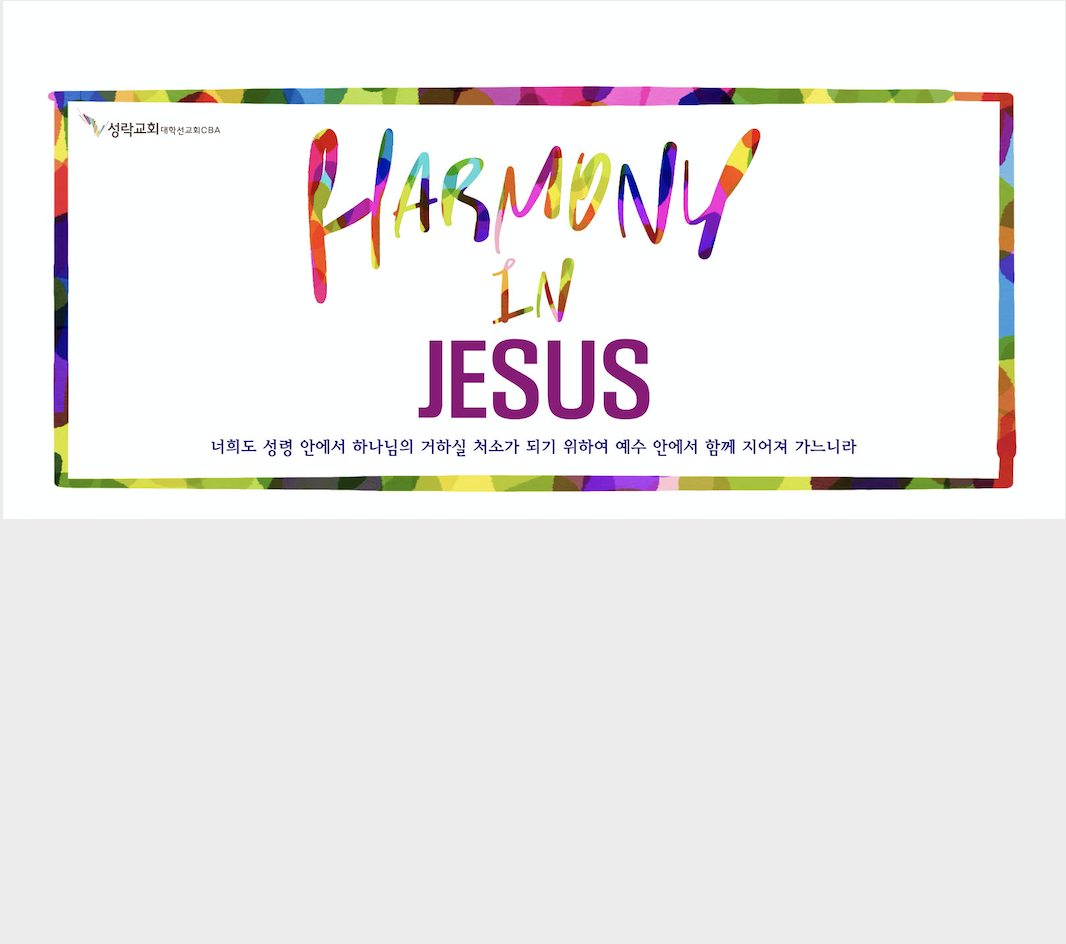 성락교회 대학선교회CBA
HARMONY
IN
JESUS
너희도 성령 안에서 하나님의 거하실 처소가 되기 위하여 예수 안에서 함께 지어져 가느니라